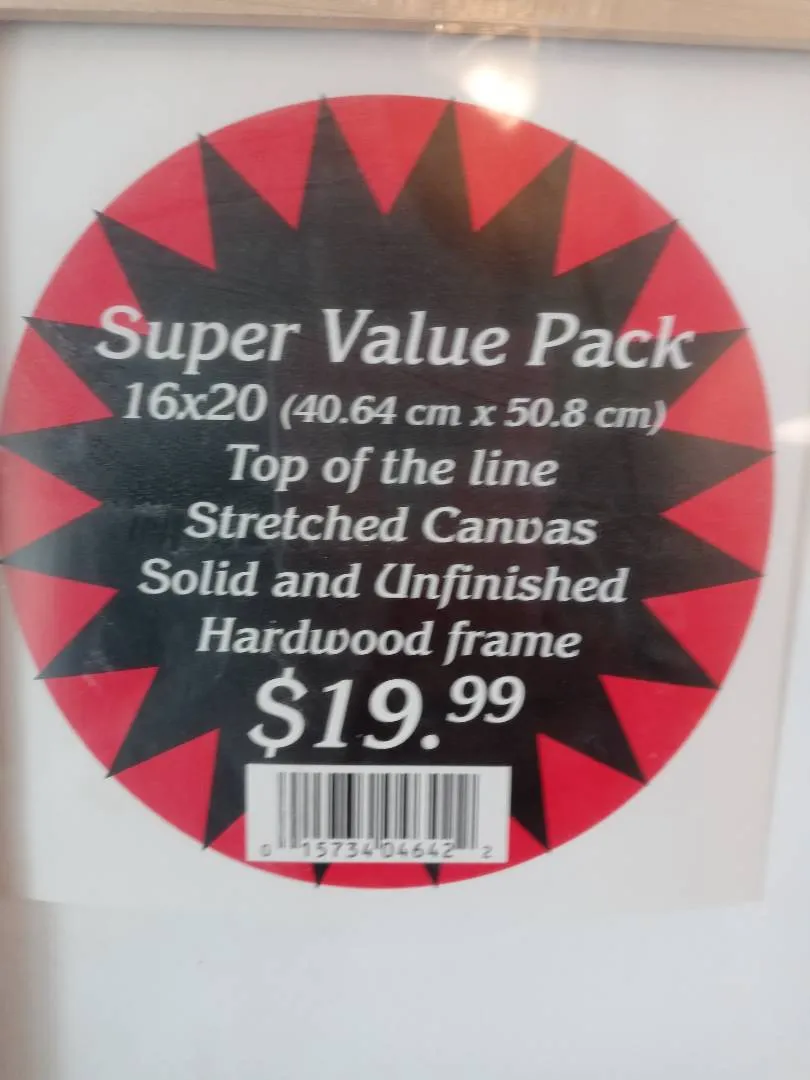 Super Value Pack
16x20 (40.64 cm x 50.8 cm)
Top of the line
Stretched Canvas
Solid and Unfinished
Hardwood frame
$19.99
0 15734 04642 2